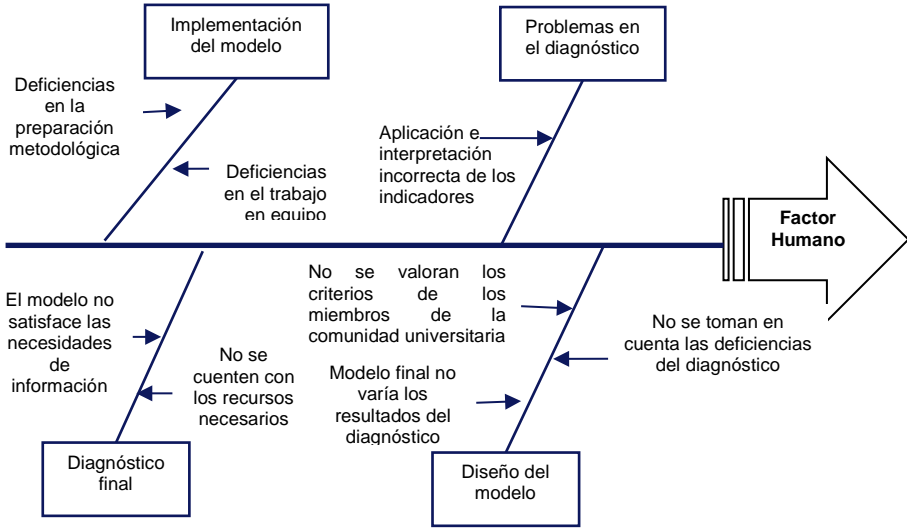 Implementación
del modelo
Problemas en
el diagnóstico
Deficiencias
en la
preparación
metodológica
Deficiencias
en el trabajo
en equipo
Aplicación e
interpretación
incorrecta de los
indicadores
Factor
Humano
El modelo no
satisface las
necesidades
de
información
No se
cuenten con
los recursos
necesarios
No se valoran los
criterios de los
miembros de la
comunidad universitaria
Modelo final no
varía los
resultados del
diagnóstico
No se toman en
cuenta las deficiencias
del diagnóstico
Diagnóstico
final
Diseño del
modelo